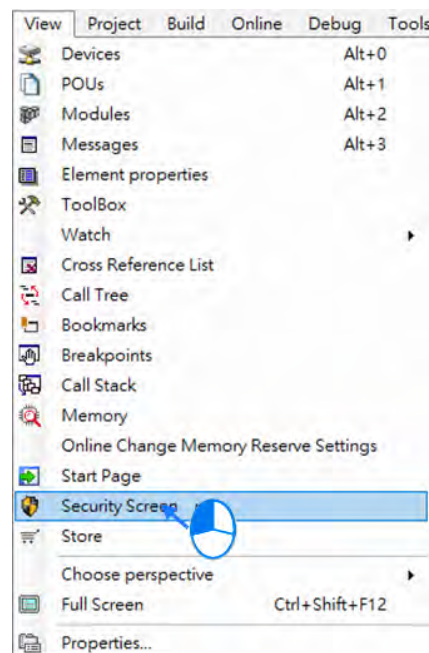 View Project Build Online Debug Tools
Devices Alt+0
POUs Alt+1
Modules Alt+2
Messages Alt+3
Element properties
ToolBox
Watch
Cross Reference List
Call Tree
Bookmarks
Breakpoints
Call Stack
Memory
Online Change Memory Reserve Settings
Start Page
Security Screen
Store
Choose perspective
Full Screen Ctrl+Shift+F12
Properties...